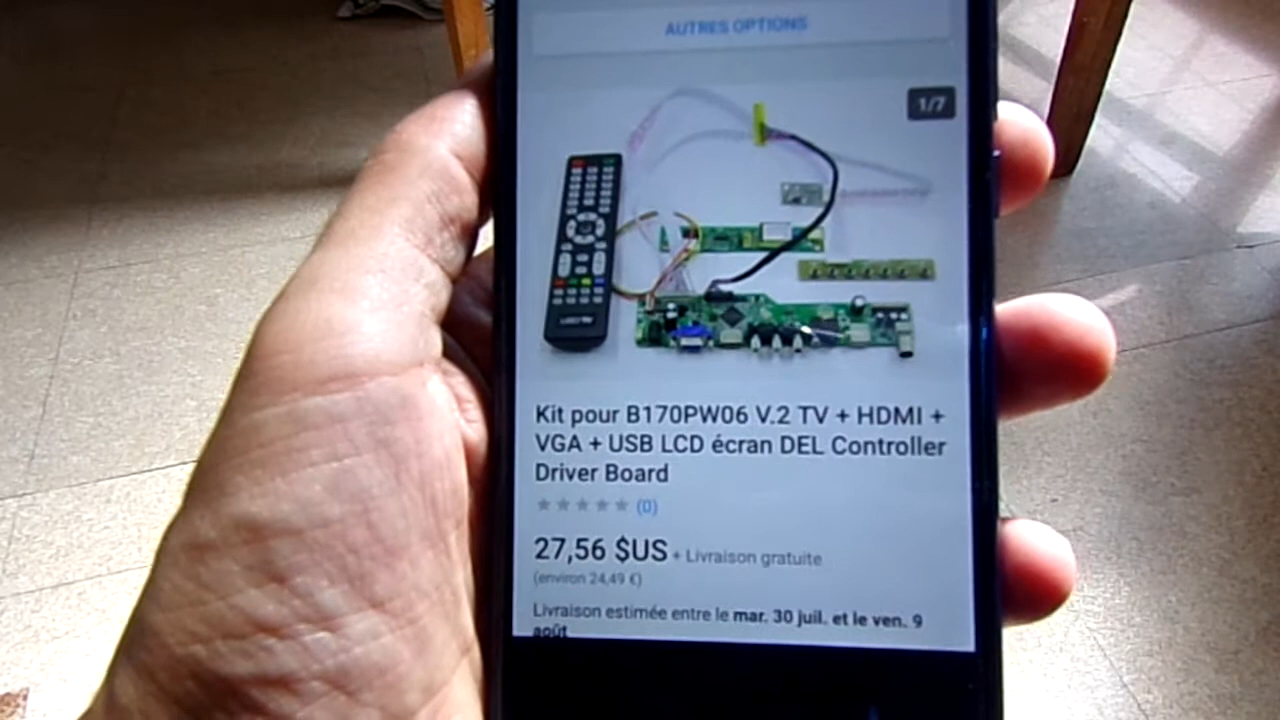 AUTRES OPTIONS
1/7
Kit pour B170PW06 V.2 TV + HDMI +
VGA + USB LCD écran DEL Controller
Driver Board
(0)
27,56 $US + Livraison gratuite
(environ 24,49 €)
Livraison estimée entre le mar. 30 juil. et le ven. 9
août